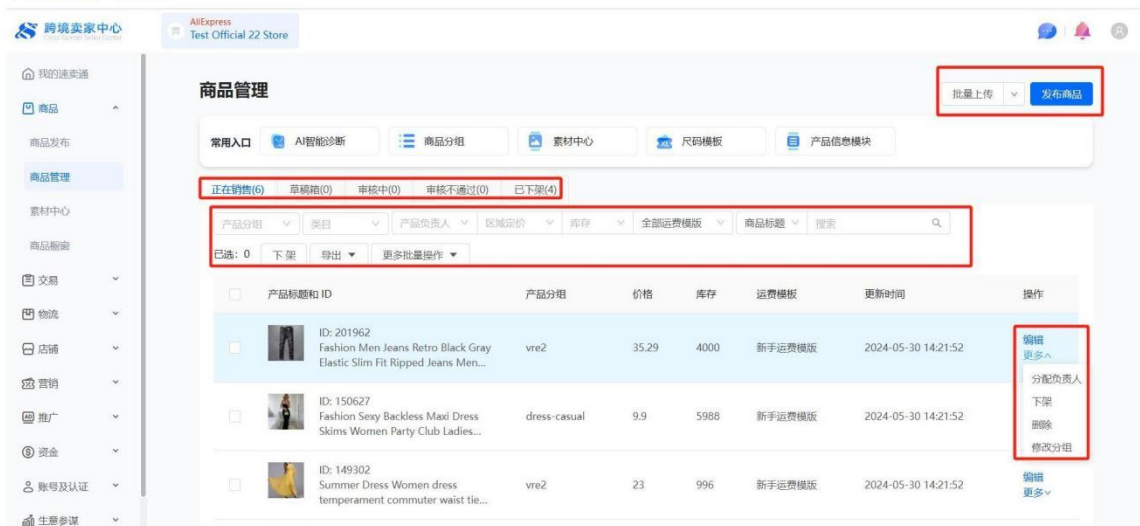 跨境卖家中心
AliExpress
Test Official 22 Store
我的速卖通
商品
商品发布
商品管理
素材中心
商品橱窗
交易
物流
店铺
营销
推广
资金
账号及认证
生意参谋
商品管理
批量上传 发布商品
常用入口 AI智能诊断 商品分组 素材中心 尺码模板 产品信息模块
正在销售(6) 草稿箱(0) 审核中(0) 审核不通过(0) 已下架(4)
产品分组 类目 产品负责人 区域定价 库存 全部运费模版 商品标题 搜索
已选: 0 下架 导出 更多批量操作
产品标题和 ID 产品分组 价格 库存 运费模板 更新时间 操作
ID: 201962
Fashion Men Jeans Retro Black Gray
Elastic Slim Fit Ripped Jeans Men...
vre2 35.29 4000 新手运费模版 2024-05-30 14:21:52
编辑
更多
分配负责人
下架
删除
修改分组
ID: 150627
Fashion Sexy Backless Maxi Dress
Skims Women Party Club Ladies...
dress-casual 9.9 5988 新手运费模版 2024-05-30 14:21:52
ID: 149302
Summer Dress Women dress
temperament commuter waist tie...
vre2 23 996 新手运费模版 2024-05-30 14:21:52
编辑
更多